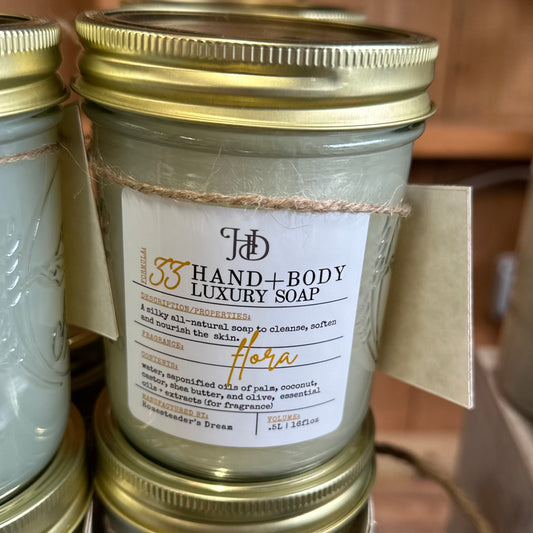 HD
FORMULA:
33
HAND+BODY
LUXURY SOAP
DESCRIPTION/PROPERTIES:
A silky all-natural soap to cleanse, soften
and nourish the skin.
FRAGRANCE:
Flora
CONTENTS:
water, saponified oils of palm, coconut,
castor, shea butter, and olive, essential
oils + extracts (for fragrance)
MANUFACTURED BY:
Homesteader's Dream
VOLUME:
.5L | 16floz